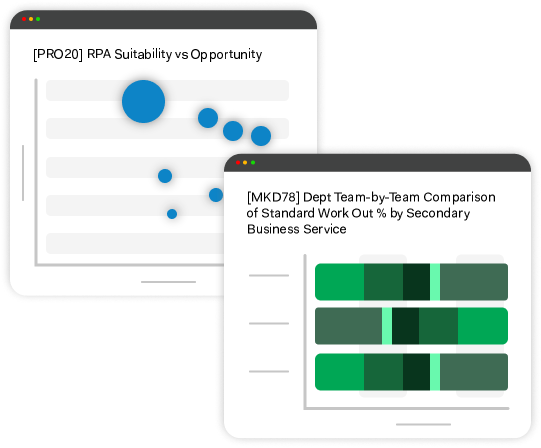 [PRO20] RPA Suitability vs Opportunity
[MKD78] Dept Team-by-Team Comparison
of Standard Work Out % by Secondary
Business Service